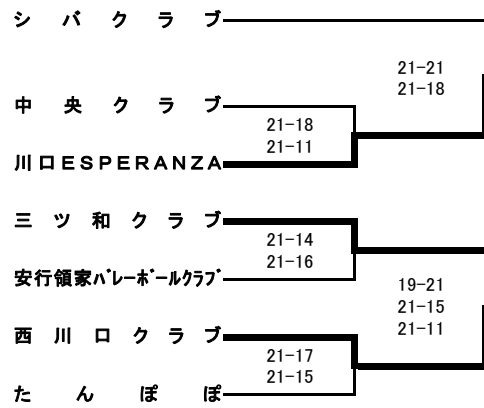 シバクラブ
21-21
21-18
中央クラブ
21-18
21-11
川口ESPERANZA
三ツ和クラブ
21-14
21-16
安行領家バレーボールクラブ
19-21
21-15
21-11
西川口クラブ
21-17
21-15
たんぽぽ